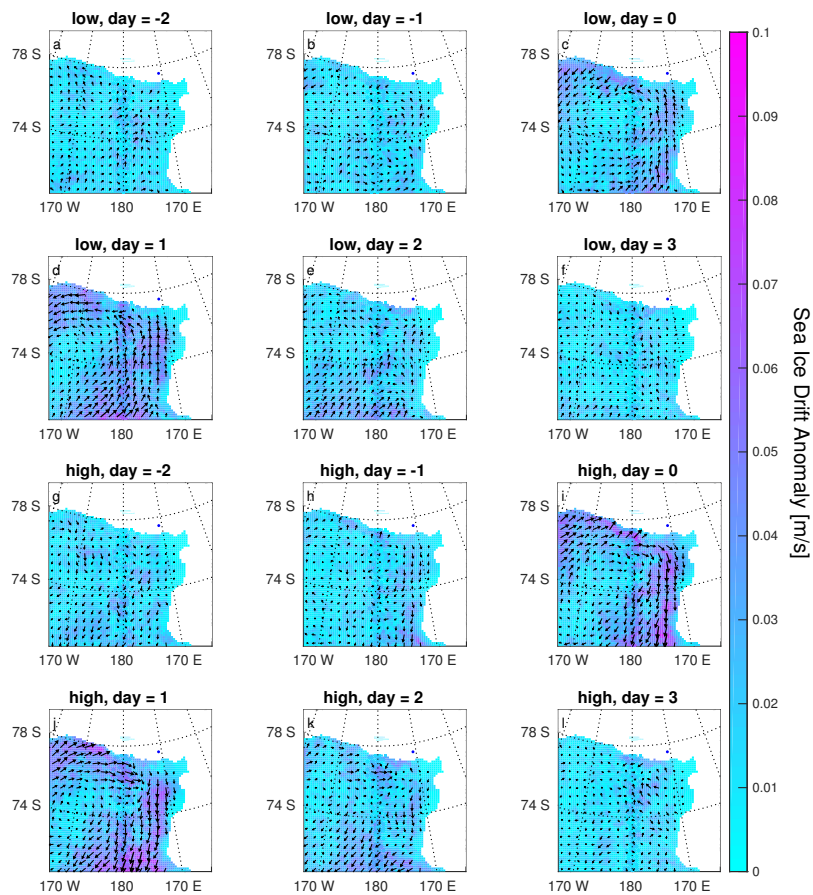 low, day = -2
low, day = -1
low, day = 0
a
b
c
78 S
74 S
78 S
74 S
78 S
74 S
170 W 180 170 E
170 W 180 170 E
170 W 180 170 E
low, day = 1
low, day = 2
low, day = 3
d
e
f
78 S
74 S
78 S
74 S
78 S
74 S
170 W 180 170 E
170 W 180 170 E
170 W 180 170 E
high, day = -2
high, day = -1
high, day = 0
g
h
i
78 S
74 S
78 S
74 S
78 S
74 S
170 W 180 170 E
170 W 180 170 E
170 W 180 170 E
high, day = 1
high, day = 2
high, day = 3
j
k
l
78 S
74 S
78 S
74 S
78 S
74 S
170 W 180 170 E
170 W 180 170 E
170 W 180 170 E
0.1
0.09
0.08
0.07
0.06
0.05
0.04
0.03
0.02
0.01
0
Sea Ice Drift Anomaly [m/s]